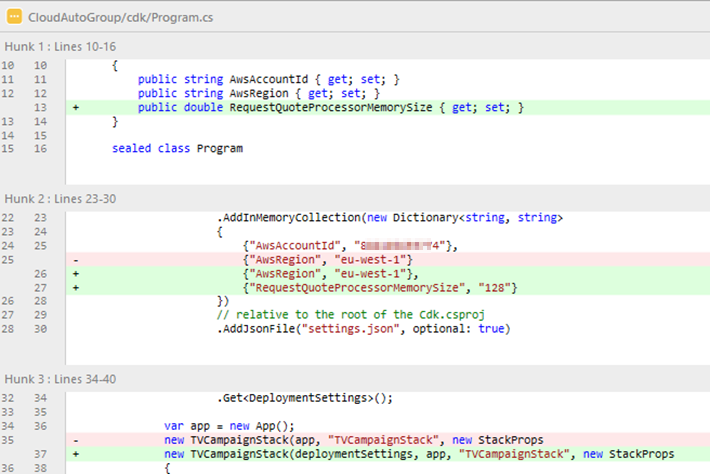 CloudAutoGroup/cdk/Program.cs
Hunk 1 : Lines 10-16
10 10 {
11 11 public string AwsAccountId { get; set; }
12 12 public string AwsRegion { get; set; }
13 + public double RequestQuoteProcessorMemorySize { get; set; }
13 14 }
14 15
15 16 sealed class Program
Hunk 2 : Lines 23-30
22 23 .AddInMemoryCollection(new Dictionary<string, string>
23 24 {
24 25 {"AwsAccountId", "8 4"},
25 - {"AwsRegion", "eu-west-1"}
26 + {"AwsRegion", "eu-west-1"},
27 + {"RequestQuoteProcessorMemorySize", "128"}
26 28 })
27 29 // relative to the root of the Cdk.csproj
28 30 .AddJsonFile("settings.json", optional: true)
Hunk 3 : Lines 34-40
32 34 .Get<DeploymentSettings>();
33 35
34 36 var app = new App();
35 - new TVCampaignStack(app, "TVCampaignStack", new StackProps
37 + new TVCampaignStack(deploymentSettings, app, "TVCampaignStack", new StackProps
36 38 {